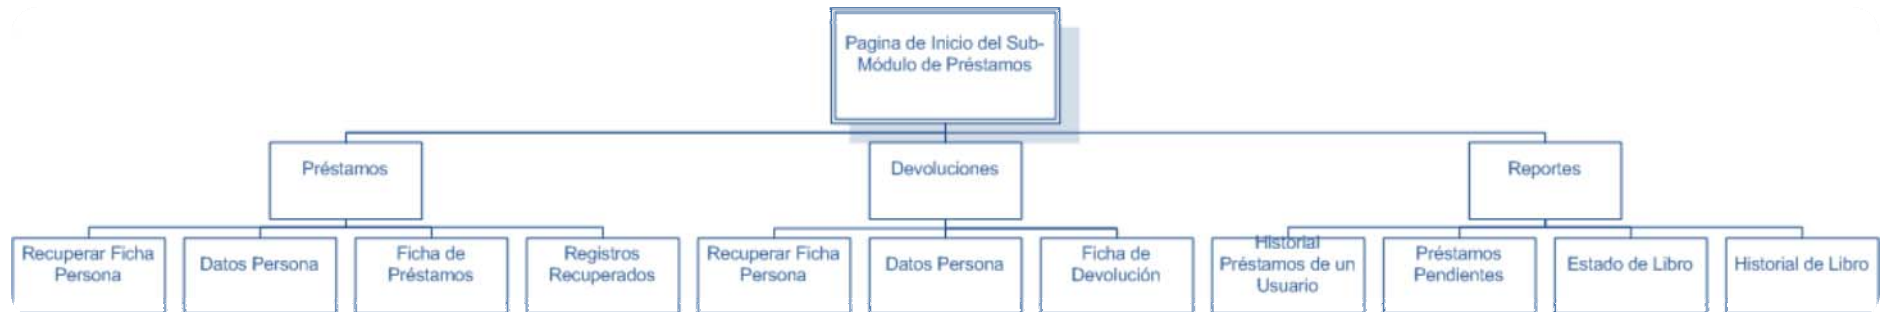 Pagina de Inicio del Sub-
Módulo de Préstamos
Préstamos
Devoluciones
Reportes
Recuperar Ficha
Persona
Datos Persona
Ficha de
Préstamos
Registros
Recuperados
Recuperar Ficha
Persona
Datos Persona
Ficha de
Devolución
Historial
Préstamos de un
Usuario
Préstamos
Pendientes
Estado de Libro
Historial de Libro